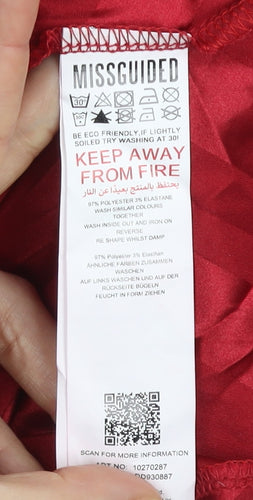 MISSGUIDED
30°
BE ECO FRIENDLY, IF LIGHTLY
SOILED TRY WASHING AT 30!
KEEP AWAY
FROM FIRE
يحتفظ بالمنتج بعيدا عن النار
97% POLYESTER 3% ELASTANE
WASH SIMILAR COLOURS
TOGETHER
WASH INSIDE OUT AND IRON ON
REVERSE
RE SHAPE WHILST DAMP
97% Polyester 3% Elasthan
ÄHNLICHE FARBEN ZUSAMMEN
WASCHEN
AUF LINKS WASCHEN UND AUF DER
RÜCKSEITE BÜGELN
FEUCHT IN FORM ZIEHEN
SCAN FOR MORE INFORMATION
ART NO: 10270287
DD930887